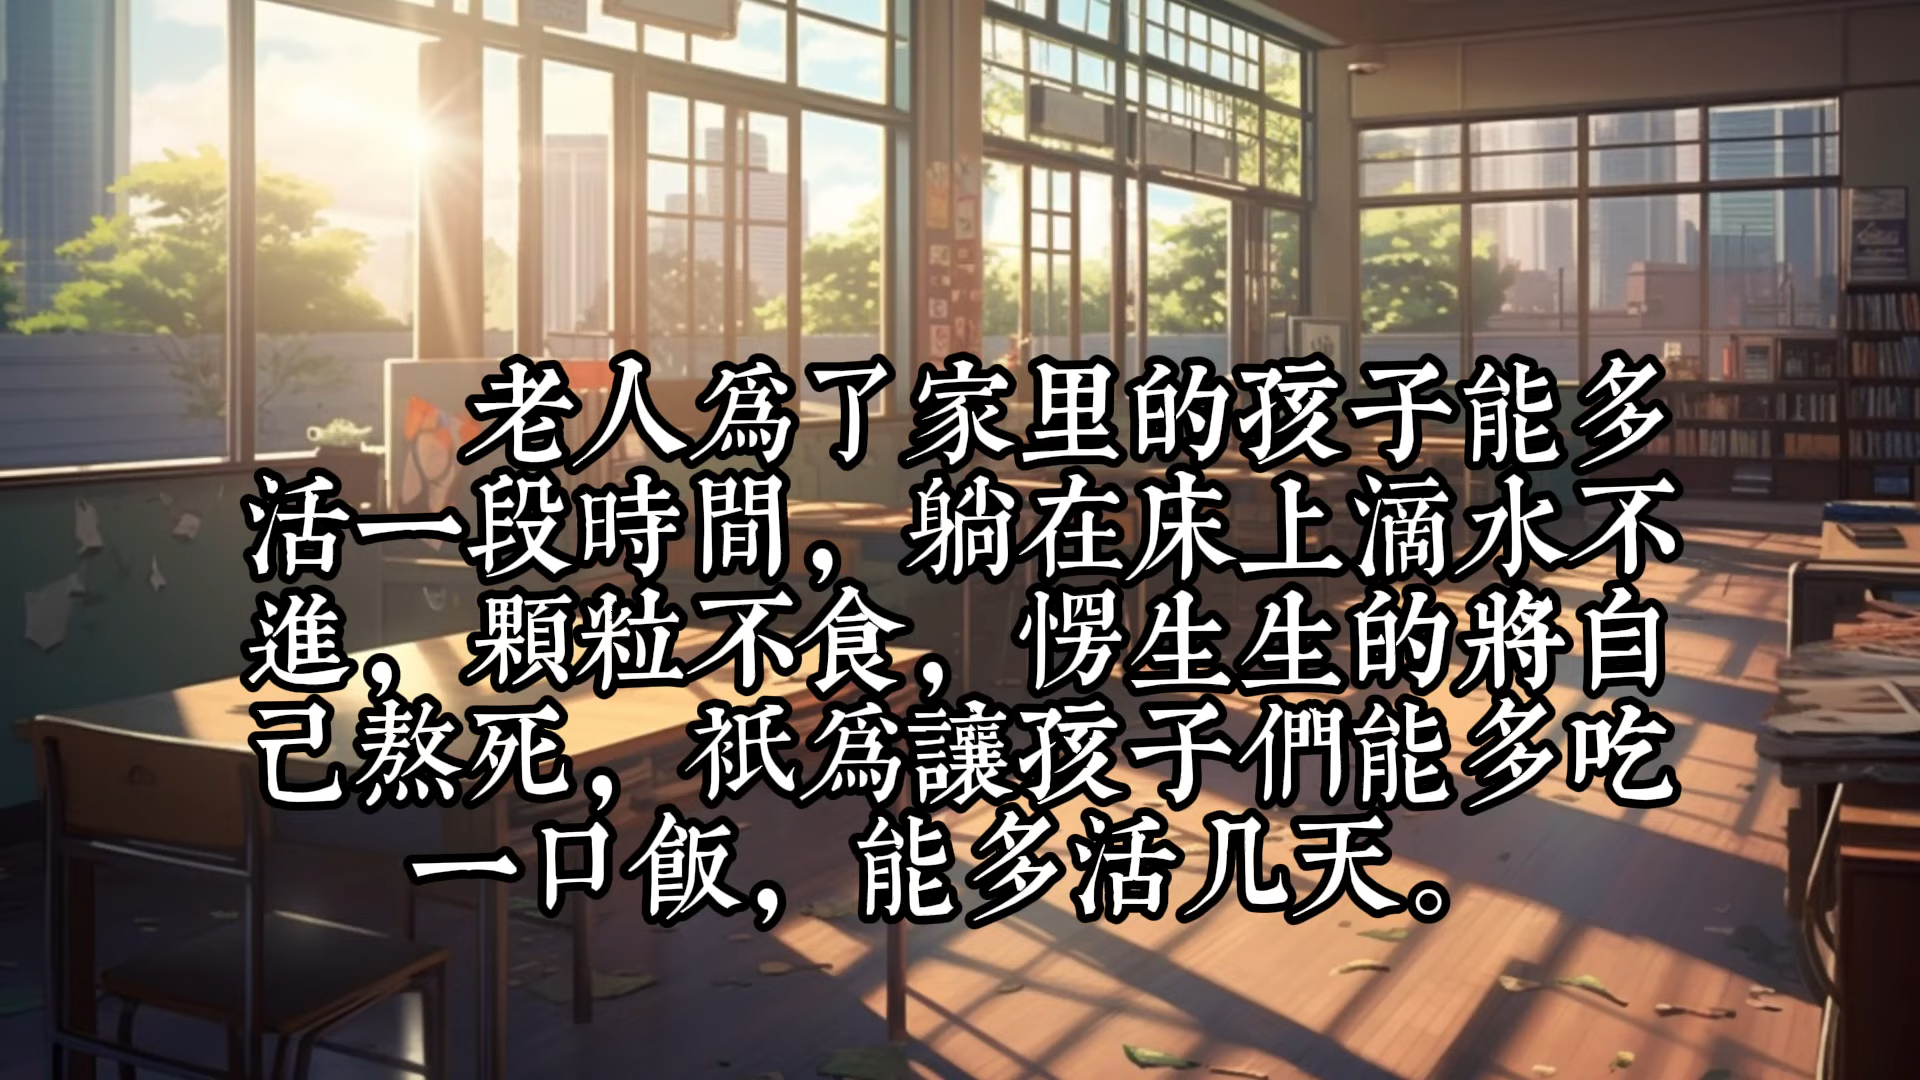 老人爲了家里的孩子能多
活一段時間，躺在床上滴水不
進，顆粒不食，愣生生的將自
己熬死，衹爲讓孩子們能多吃
一口飯，能多活几天。